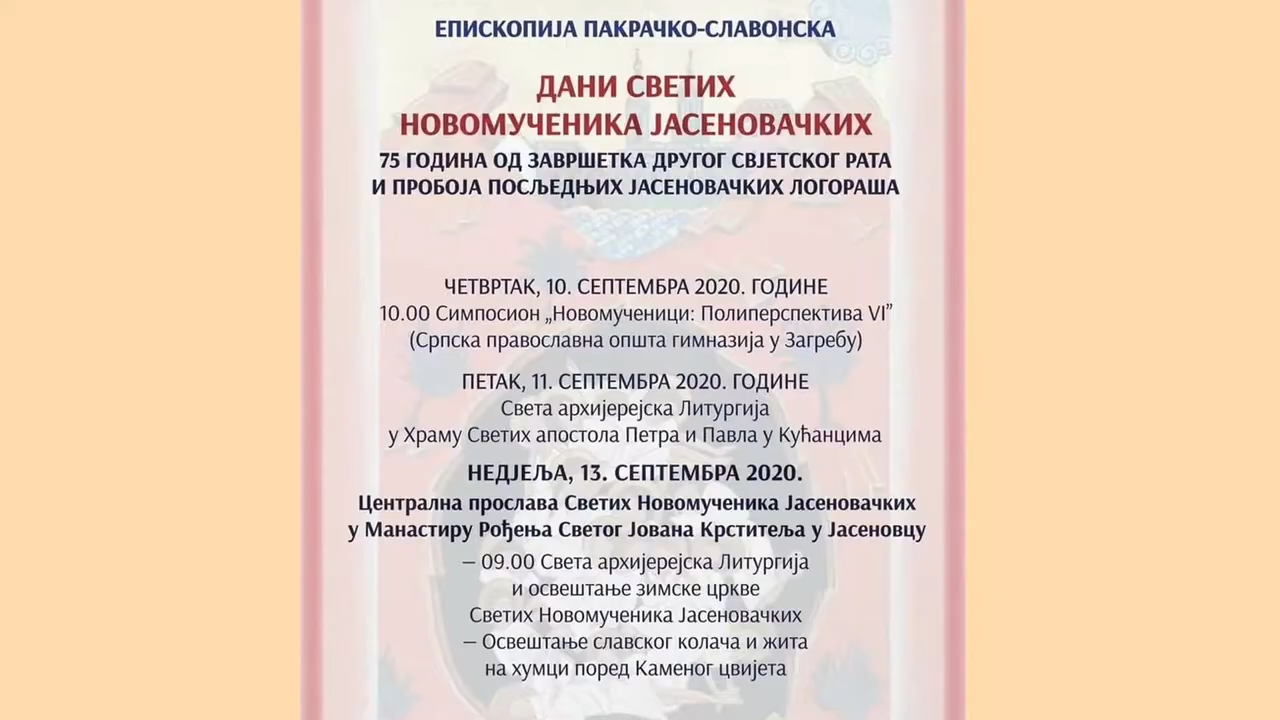 ЕПИСКОПИЈА ПАКРАЧКО-СЛАВОНСКА
ДАНИ СВЕТИХ
НОВОМУЧЕНИКА ЈАСЕНОВАЧКИХ
75 ГОДИНА ОД ЗАВРШЕТКА ДРУГОГ СВЈЕТСКОГ РАТА
И ПРОБОЈА ПОСЉЕДЊИХ ЈАСЕНОВАЧКИХ ЛОГОРАША
ЧЕТВРТАК, 10. СЕПТЕМБРА 2020. ГОДИНЕ
10.00 Симпосион „Новомученици: Полиперспектива VI”
(Српска православна општа гимназија у Загребу)
ПЕТАК, 11. СЕПТЕМБРА 2020. ГОДИНЕ
Света архијерејска Литургија
у Храму Светих апостола Петра и Павла у Кућанцима
НЕДЈЕЉА, 13. СЕПТЕМБРА 2020.
Централна прослава Светих Новомученика Јасеновачких
у Манастиру Рођења Светог Јована Крститеља у Јасеновцу
– 09.00 Света архијерејска Литургија
и освештање зимске цркве
Светих Новомученика Јасеновачких
– Освештање славског колача и жита
на хумци поред Каменог цвијета